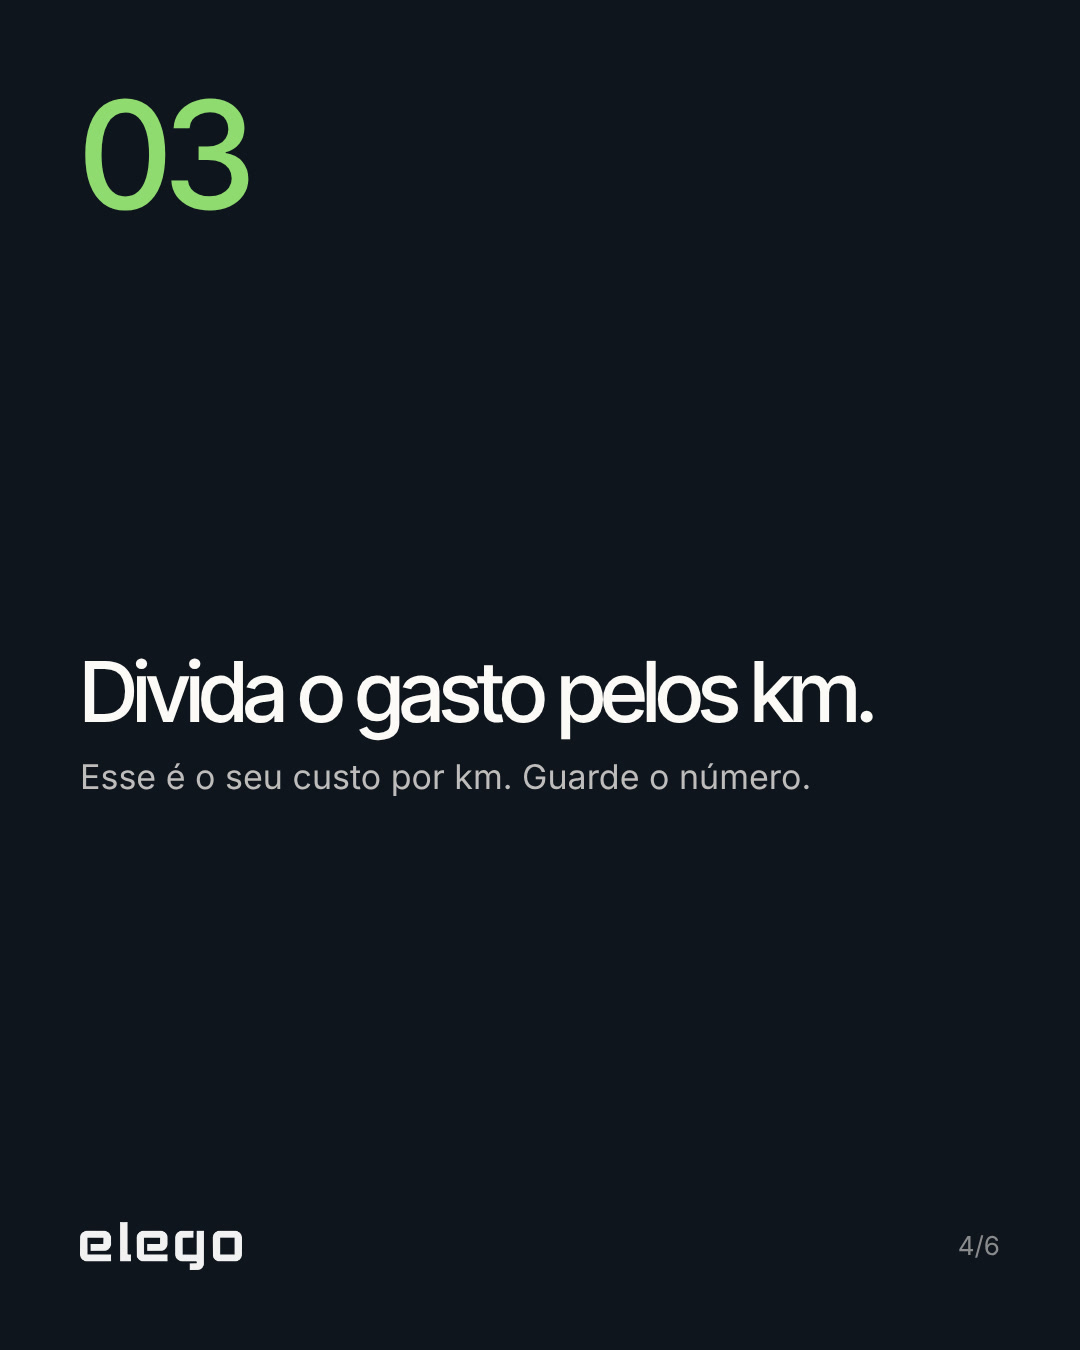 03
Divida o gasto pelos km.
Esse é o seu custo por km. Guarde o número.
elego
4/6